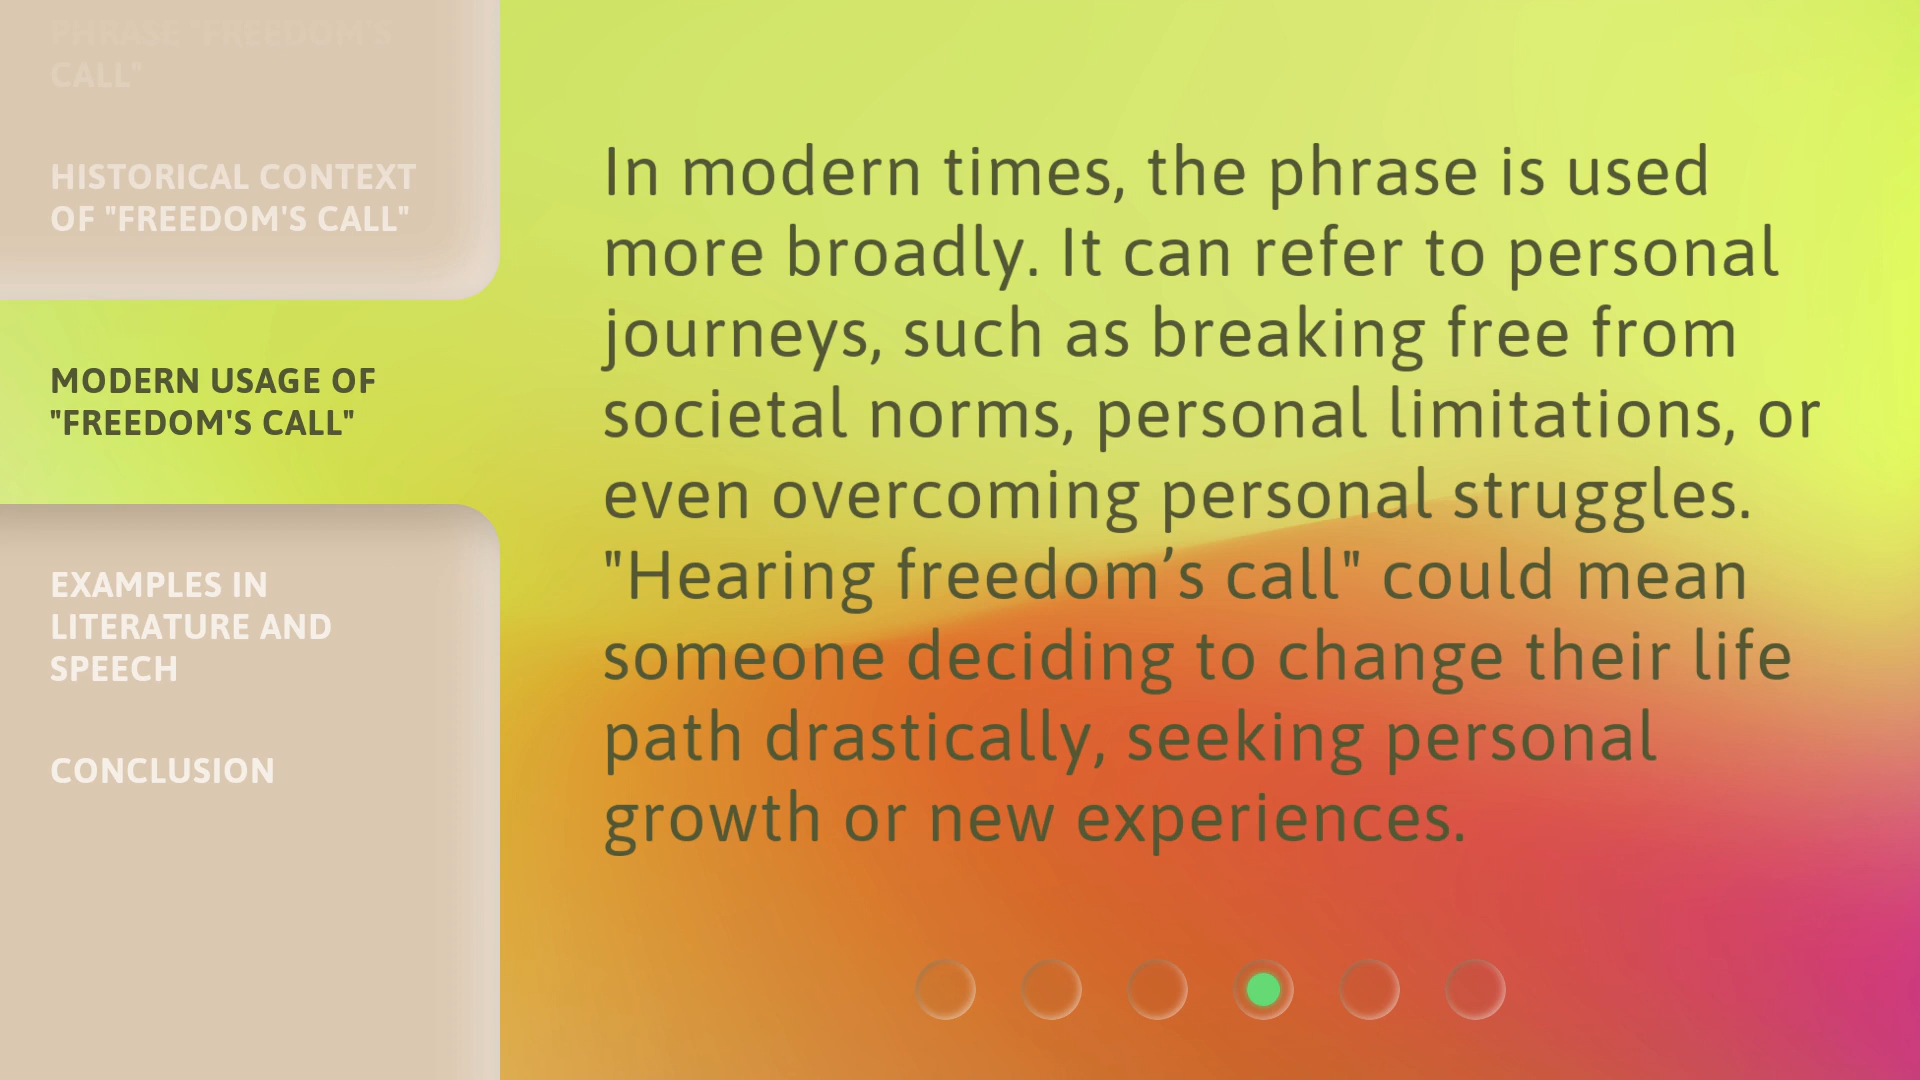 PHRASE "FREEDOM'S
CALL"
HISTORICAL CONTEXT
OF "FREEDOM'S CALL"
MODERN USAGE OF
"FREEDOM'S CALL"
EXAMPLES IN
LITERATURE AND
SPEECH
CONCLUSION
In modern times, the phrase is used
more broadly. It can refer to personal
journeys, such as breaking free from
societal norms, personal limitations, or
even overcoming personal struggles.
"Hearing freedom’s call" could mean
someone deciding to change their life
path drastically, seeking personal
growth or new experiences.